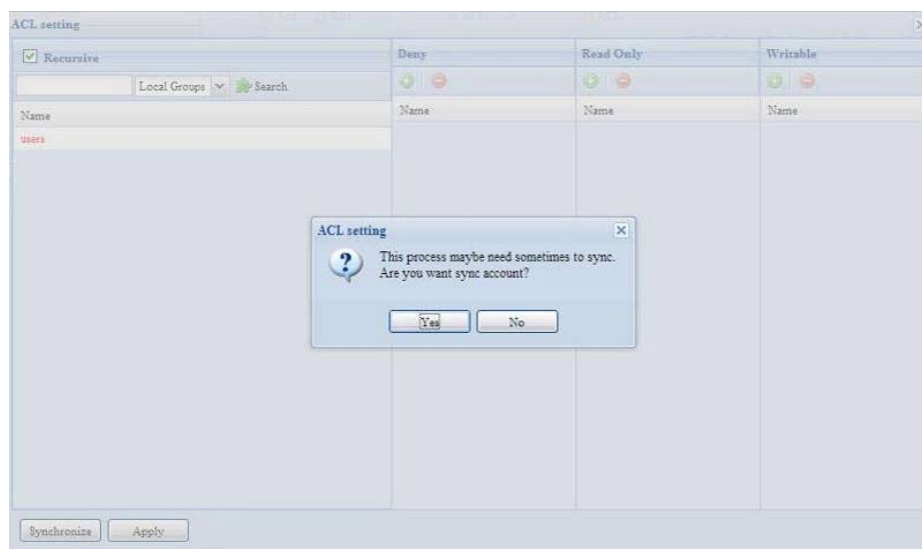 ACL setting
Recursive
Deny
Read Only
Writable
Local Groups
Search
Name
Name
Name
Name
users
ACL setting
This process maybe need sometimes to sync.
Are you want sync account?
Yes
No
Synchronize
Apply